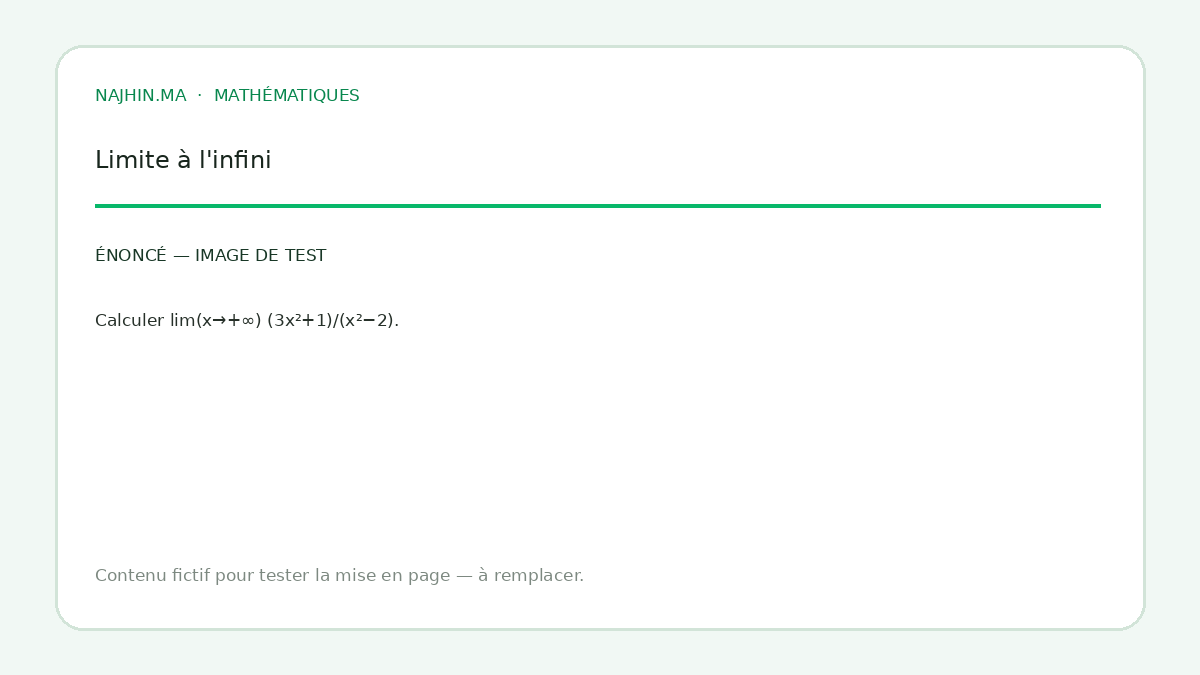 NAJHIN.MA · MATHÉMATIQUES
Limite à l'infini
ÉNONCÉ — IMAGE DE TEST
Calculer lim(x→+∞) (3x²+1)/(x²−2).
Contenu fictif pour tester la mise en page — à remplacer.